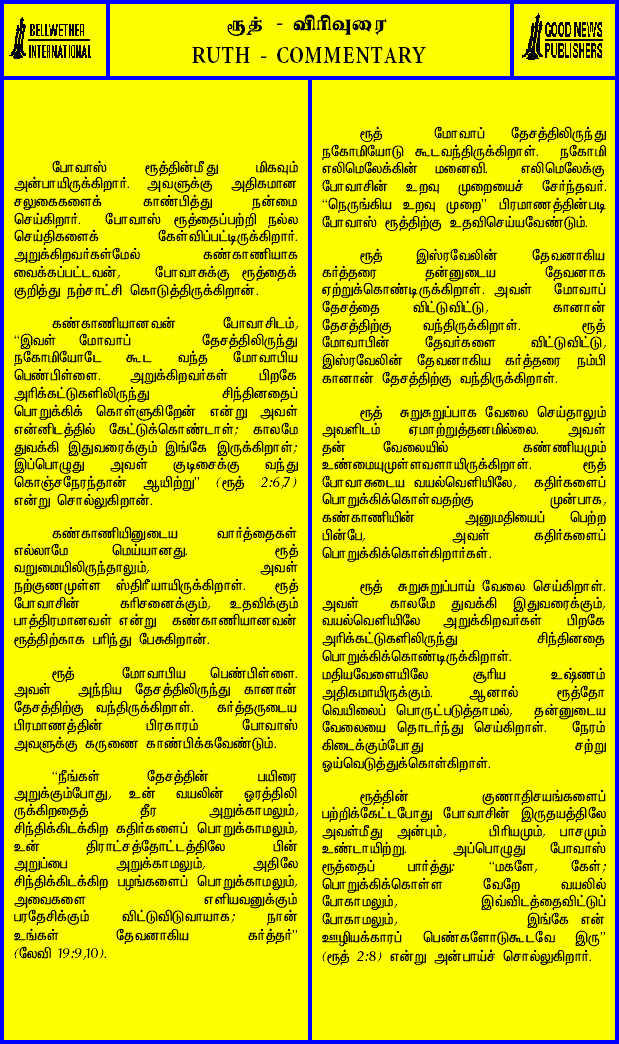 BELLWETHER
INTERNATIONAL
ரூத் - விரிவுரை
RUTH - COMMENTARY
GOOD NEWS
PUBLISHERS
போவாஸ் ரூத்தின்மீது மிகவும்
அன்பாயிருக்கிறார். அவளுக்கு அதிகமான
சலுகைகளைக் காண்பித்து நன்மை
செய்கிறார். போவாஸ் ரூத்தைப்பற்றி நல்ல
செய்திகளைக் கேள்விப்பட்டிருக்கிறார்.
அறுக்கிறவர்கள்மேல் கண்காணியாக
வைக்கப்பட்டவன், போவாசுக்கு ரூத்தைக்
குறித்து நற்சாட்சி கொடுத்திருக்கிறான்.
கண்காணியானவன் போவாசிடம்,
“இவள் மோவாப் தேசத்திலிருந்து
நகோமியோடே கூட வந்த மோவாபிய
பெண்பிள்ளை. அறுக்கிறவர்கள் பிறகே
அரிக்கட்டுகளிலிருந்து சிந்தினதைப்
பொறுக்கிக் கொள்ளுகிறேன் என்று அவள்
என்னிடத்தில் கேட்டுக்கொண்டாள்; காலமே
துவக்கி இதுவரைக்கும் இங்கே இருக்கிறாள்;
இப்பொழுது அவள் குடிசைக்கு வந்து
கொஞ்சநேரந்தான் ஆயிற்று” (ரூத் 2:6,7)
என்று சொல்லுகிறான்.
கண்காணியினுடைய வார்த்தைகள்
எல்லாமே மெய்யானது. ரூத்
வறுமையிலிருந்தாலும், அவள்
நற்குணமுள்ள ஸ்திரீயாயிருக்கிறாள். ரூத்
போவாசின் கரிசனைக்கும், உதவிக்கும்
பாத்திரமானவள் என்று கண்காணியானவன்
ரூத்திற்காக பரிந்து பேசுகிறான்.
ரூத் மோவாபிய பெண்பிள்ளை.
அவள் அந்நிய தேசத்திலிருந்து கானான்
தேசத்திற்கு வந்திருக்கிறாள். கர்த்தருடைய
பிரமாணத்தின் பிரகாரம் போவாஸ்
அவளுக்கு கருணை காண்பிக்கவேண்டும்.
“நீங்கள் தேசத்தின் பயிரை
அறுக்கும்போது, உன் வயலின் ஓரத்திலி
ருக்கிறதைத் தீர அறுக்காமலும்,
சிந்திக்கிடக்கிற கதிர்களைப் பொறுக்காமலும்,
உன் திராட்சத்தோட்டத்திலே பின்
அறுப்பை அறுக்காமலும், அதிலே
சிந்திக்கிடக்கிற பழங்களைப் பொறுக்காமலும்,
அவைகளை எளியவனுக்கும்
பரதேசிக்கும் விட்டுவிடுவாயாக; நான்
உங்கள் தேவனாகிய கர்த்தர்”
(லேவி 19:9,10).
ரூத் மோவாப் தேசத்திலிருந்து
நகோமியோடு கூடவந்திருக்கிறாள். நகோமி
எலிமெலேக்கின் மனைவி. எலிமெலேக்கு
போவாசின் உறவு முறையைச் சேர்ந்தவர்.
“நெருங்கிய உறவு முறை” பிரமாணத்தின்படி
போவாஸ் ரூத்திற்கு உதவிசெய்யவேண்டும்.
ரூத் இஸ்ரவேலின் தேவனாகிய
கர்த்தரை தன்னுடைய தேவனாக
ஏற்றுக்கொண்டிருக்கிறாள். அவள் மோவாப்
தேசத்தை விட்டுவிட்டு, கானான்
தேசத்திற்கு வந்திருக்கிறாள். ரூத்
மோவாபின் தேவர்களை விட்டுவிட்டு,
இஸ்ரவேலின் தேவனாகிய கர்த்தரை நம்பி
கானான் தேசத்திற்கு வந்திருக்கிறாள்.
ரூத் சுறுசுறுப்பாக வேலை செய்தாலும்
அவளிடம் ஏமாற்றுத்தனமில்லை. அவள்
தன் வேலையில் கண்ணியமும்
உண்மையுமுள்ளவளாயிருக்கிறாள். ரூத்
போவாசுடைய வயல்வெளியிலே, கதிர்களைப்
பொறுக்கிக்கொள்வதற்கு முன்பாக,
கண்காணியின் அனுமதியைப் பெற்ற
பின்பே, அவள் கதிர்களைப்
பொறுக்கிக்கொள்கிறார்கள்.
ரூத் சுறுசுறுப்பாய் வேலை செய்கிறாள்.
அவள் காலமே துவக்கி இதுவரைக்கும்,
வயல்வெளியிலே அறுக்கிறவர்கள் பிறகே
அரிக்கட்டுகளிலிருந்து சிந்தினதை
பொறுக்கிக்கொண்டிருக்கிறாள்.
மதியவேளையிலே சூரிய உஷ்ணம்
அதிகமாயிருக்கும். ஆனால் ரூத்தோ
வெயிலைப் பொருட்படுத்தாமல், தன்னுடைய
வேலையை தொடர்ந்து செய்கிறாள். நேரம்
கிடைக்கும்போது சற்று
ஓய்வெடுத்துக்கொள்கிறாள்.
ரூத்தின் குணாதிசயங்களைப்
பற்றிக்கேட்டபோது போவாசின் இருதயத்திலே
அவள்மீது அன்பும், பிரியமும், பாசமும்
உண்டாயிற்று. அப்பொழுது போவாஸ்
ரூத்தைப் பார்த்து: “மகளே, கேள்;
பொறுக்கிக்கொள்ள வேறே வயலில்
போகாமலும், இவ்விடத்தைவிட்டுப்
போகாமலும், இங்கே என்
ஊழியக்காரப் பெண்களோடுகூடவே இரு”
(ரூத் 2:8) என்று அன்பாய்ச் சொல்லுகிறார்.